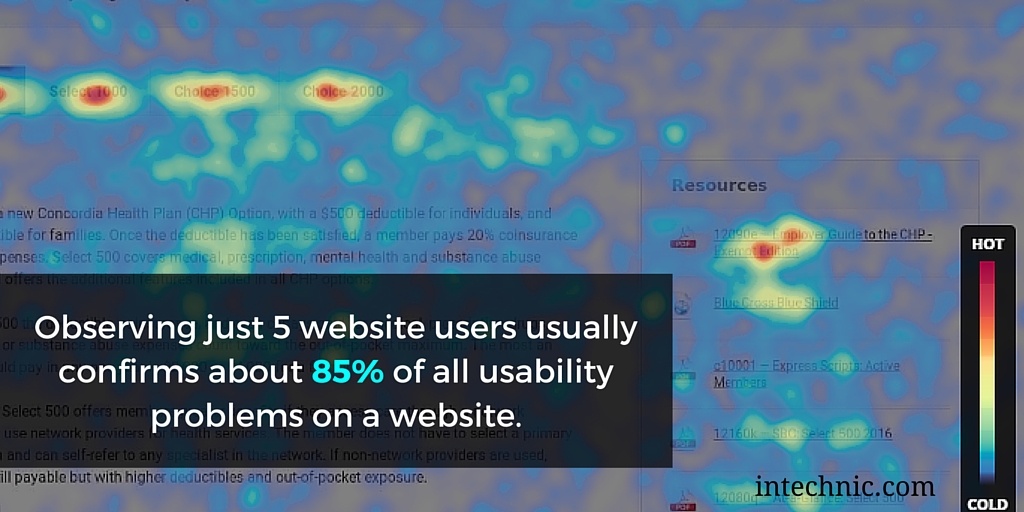 Select 1000
Choice 1500
Choice 2000
Resources
a new Concordia Health Plan (CHP) Option, with a $500 deductible for individuals, and
ible for families. Once the deductible has been satisfied, a member pays 20% coinsurance
penses. Select 500 covers medical, prescription, mental health and substance abuse
offers the additional features included in all CHP options.
Employer Guide to the CHP -
Edition
Blue Cross Blue Shield
c10001 – Express Scripts: Active
Members
12160k – SBC: Select 500 2016
Select 500
HOT
COLD
Observing just 5 website users usually
confirms about 85% of all usability
problems on a website.
Select 500 offers
use network providers for health services. The member does not have to select a primary
and can self-refer to any specialist in the network. If non-network providers are used,
ill payable but with higher deductibles and out-of-pocket exposure.
PDF
PDF
intechnic.com